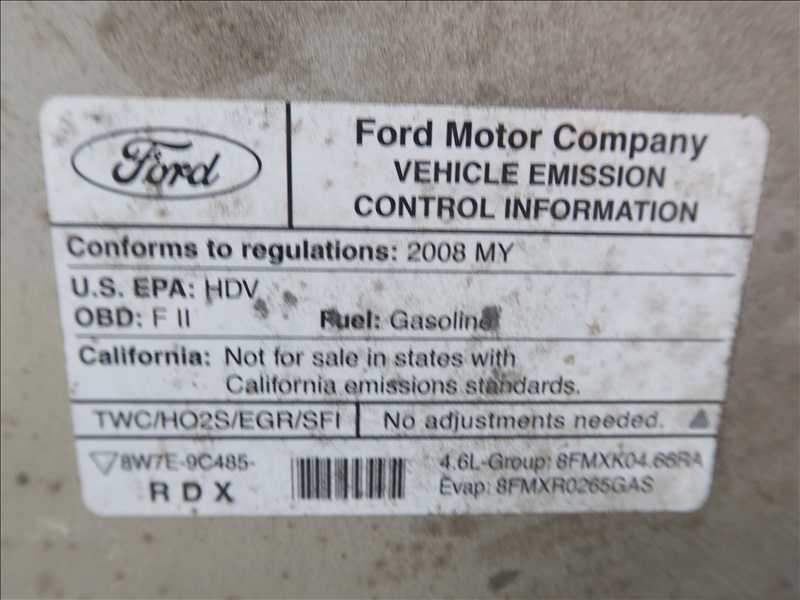 Ford
Ford Motor Company
VEHICLE EMISSION
CONTROL INFORMATION
Conforms to regulations: 2008 MY
U.S. EPA: HDV
OBD: F II Fuel: Gasoline
California: Not for sale in states with
California emissions standards.
TWC/HO2S/EGR/SFI No adjustments needed.
8W7E-9C485-
RDX
4.6L-Group: 8FMXK04.66RA
Evap: 8FMXR0265GAS